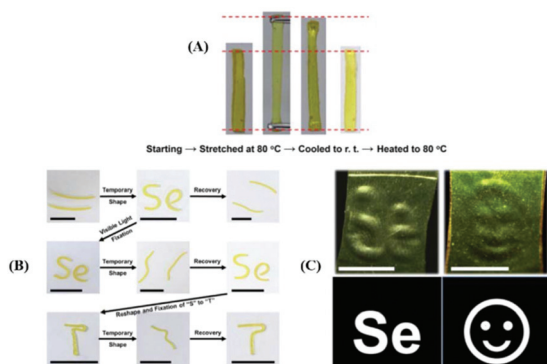 (A)
Starting → Stretched at 80 °C → Cooled to r. t. → Heated to 80 °C
Temporary Shape
Recovery
Se
Visible Light Fixation
(B)
Se
Temporary Shape
Recovery
Se
Reshape and Fixation of "S" to "T"
T
Temporary Shape
Recovery
T
(C)
Se